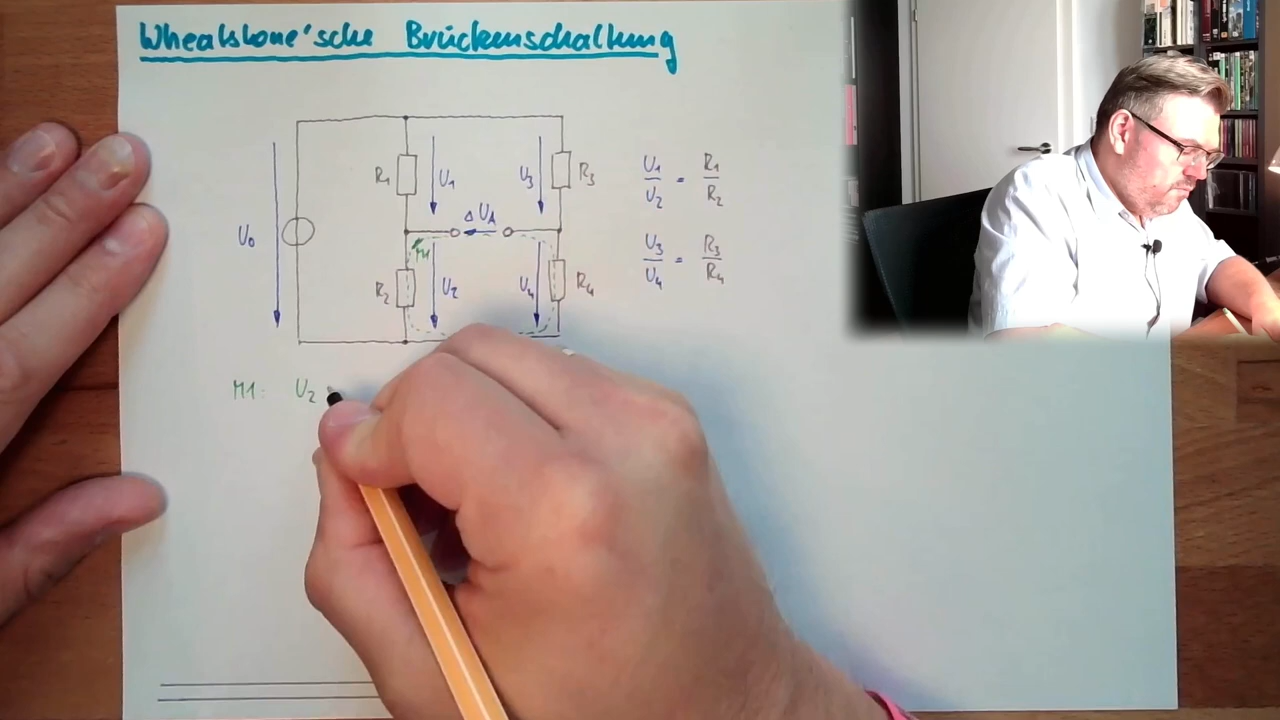 Wheatstone'sche Brückenschaltung
R₁ U₁ U₃ R₃
U₁/U₂ = R₁/R₂
U₀
Δ U_A
M1
R₂ U₂ U₄ R₄
U₃/U₄ = R₃/R₄
M1: U₂